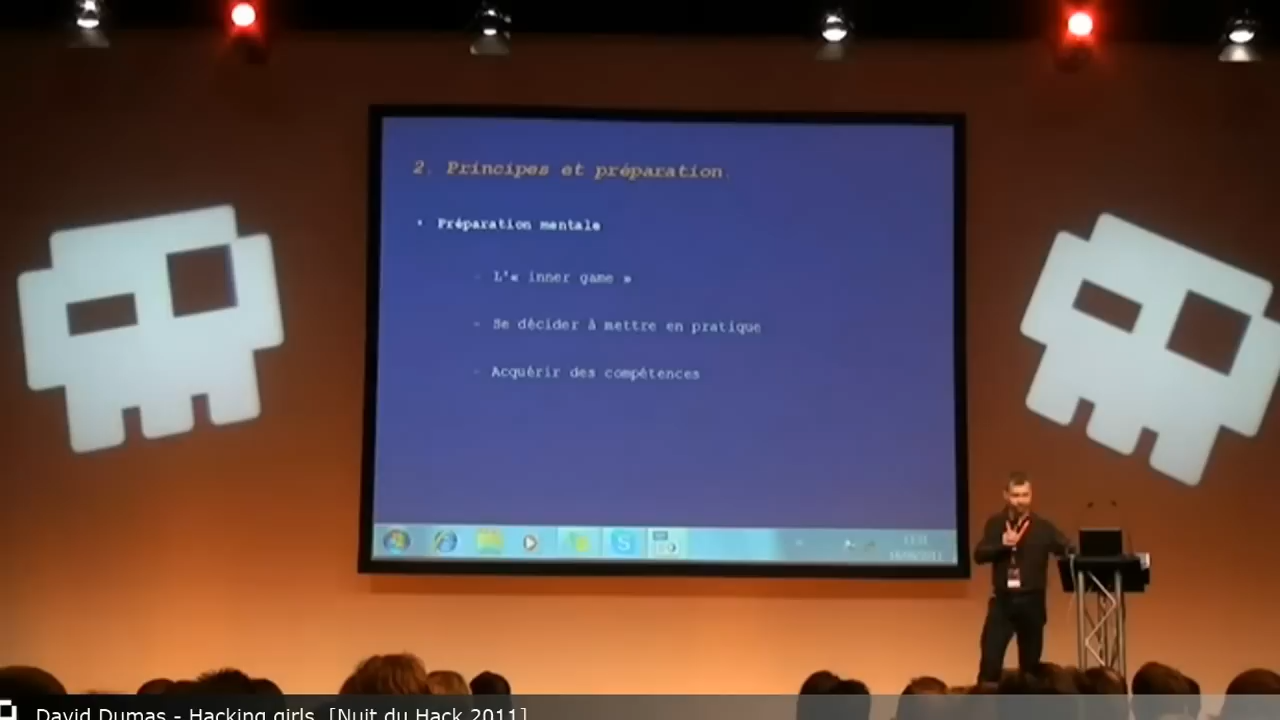 2. Principes et préparation.
• Préparation mentale
- L'« inner game »
- Se décider à mettre en pratique
- Acquérir des compétences
David Dumas - Hacking girls [Nuit du Hack 2011]